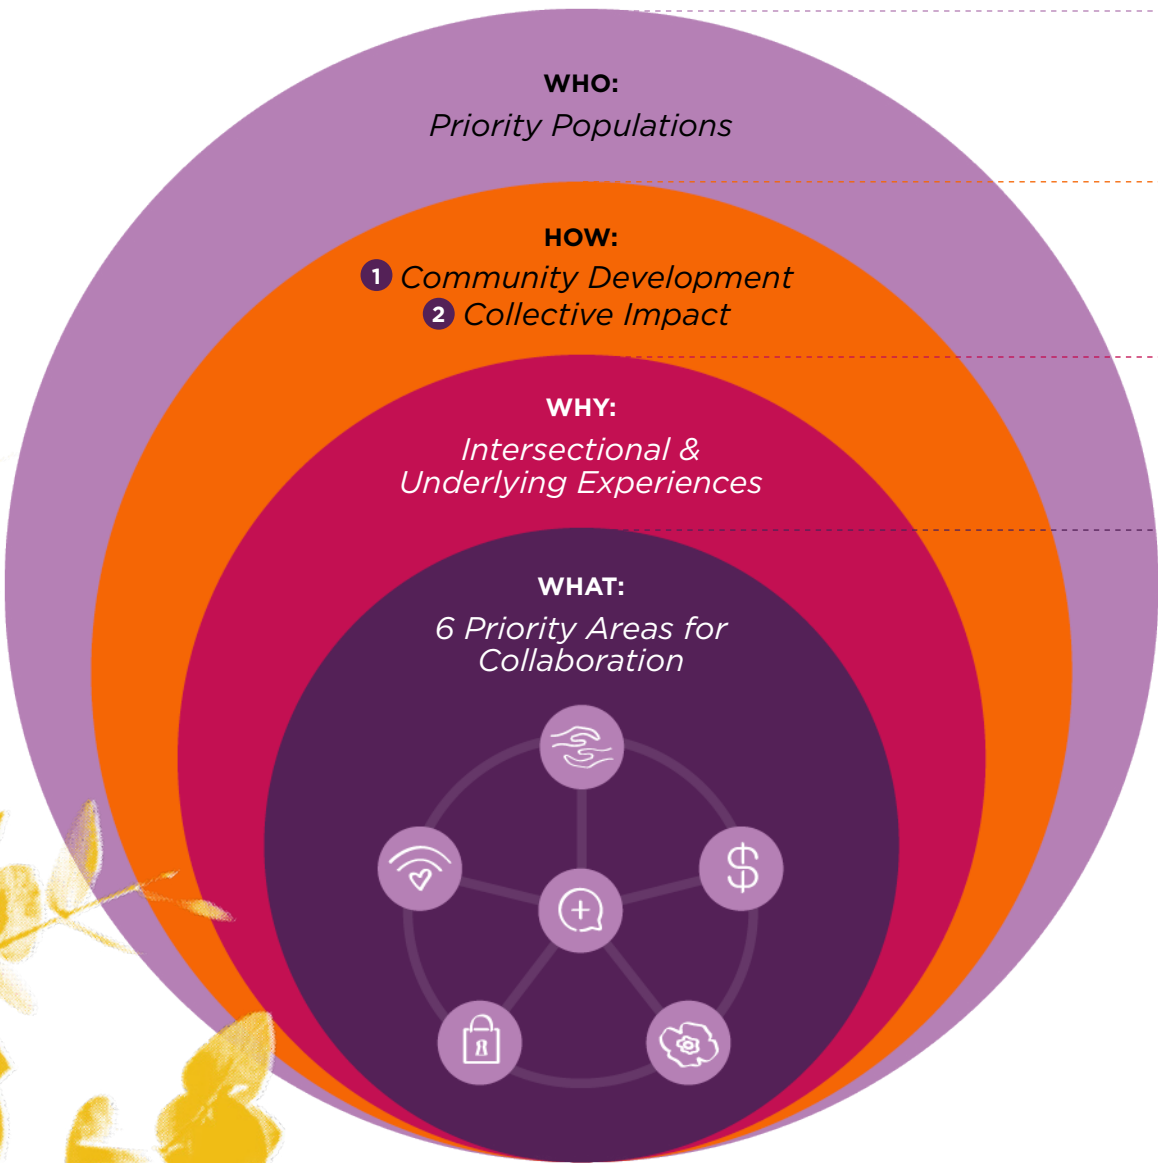 WHO:
Priority Populations
HOW:
1 Community Development
2 Collective Impact
WHY:
Intersectional &
Underlying Experiences
WHAT:
6 Priority Areas for
Collaboration
$